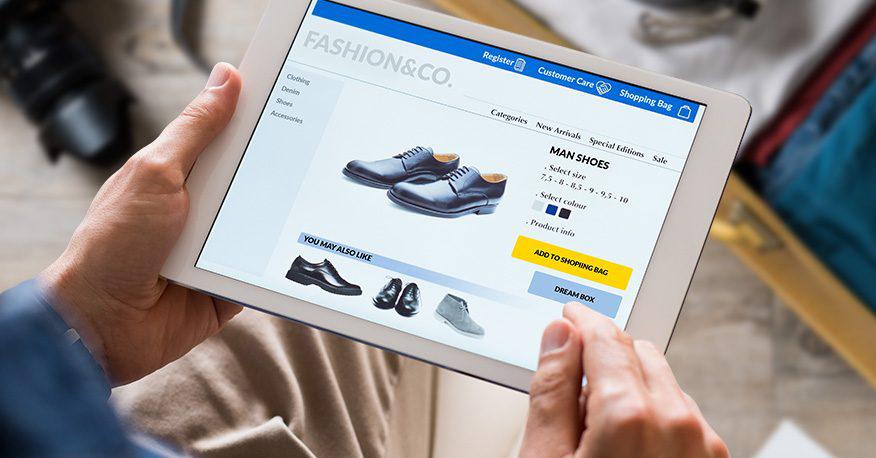 Register Customer Care Shopping Bag
FASHION&CO.
Categories New Arrivals Special Editions Sale
Clothing
Denim
Shoes
Accessories
MAN SHOES
. Select size
7,5 - 8 - 8,5 - 9 - 9,5 - 10
. Select colour
. Product info
ADD TO SHOPIING BAG
DREAM BOX
YOU MAY ALSO LIKE